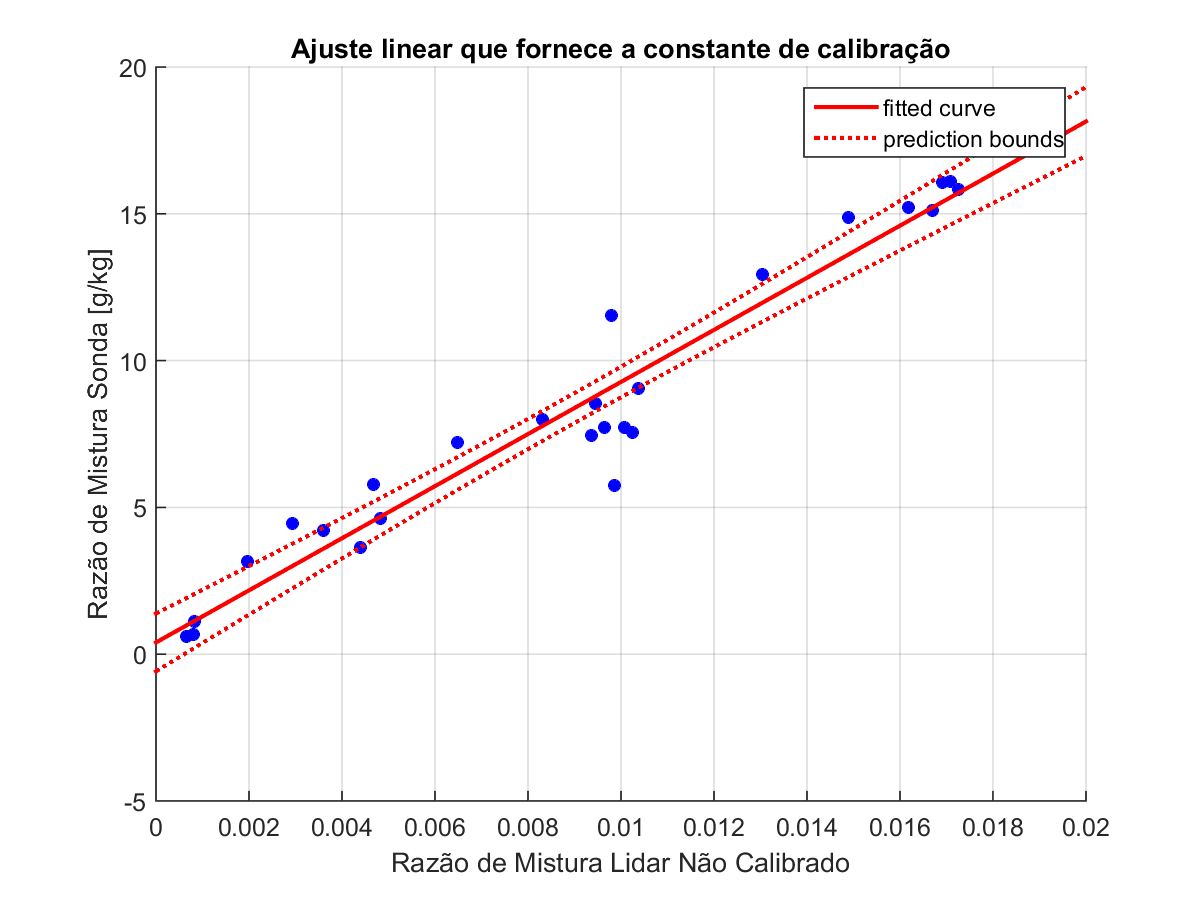 Ajuste linear que fornece a constante de calibração
20
15
10
5
0
-5
Razão de Mistura Sonda [g/kg]
fitted curve
prediction bounds
0 0.002 0.004 0.006 0.008 0.01 0.012 0.014 0.016 0.018 0.02
Razão de Mistura Lidar Não Calibrado